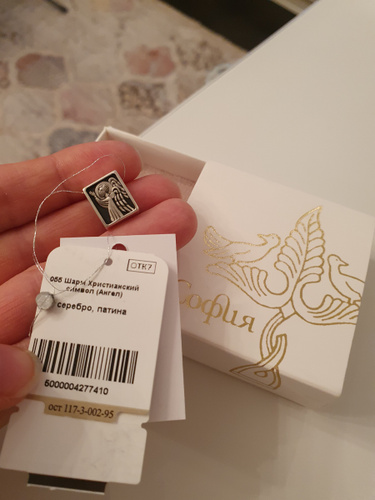 ОТК7
056 Шарм Христианский
символ (Ангел)
серебро, патина
6000004277410
ост 117-3-002-95
София